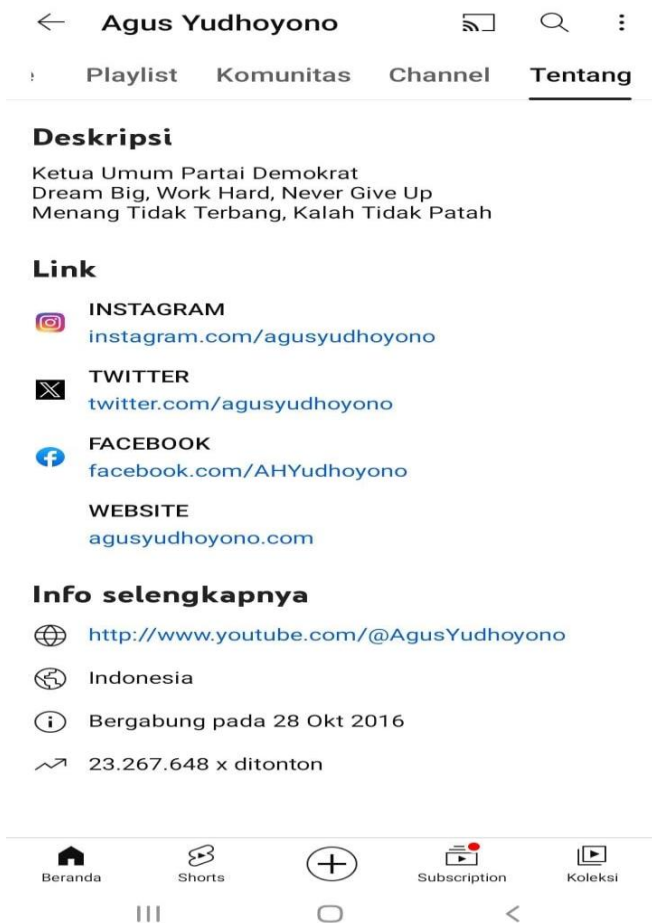 Agus Yudhoyono
Playlist Komunitas Channel Tentang
Deskripsi
Ketua Umum Partai Demokrat
Dream Big, Work Hard, Never Give Up
Menang Tidak Terbang, Kalah Tidak Patah
Link
INSTAGRAM
instagram.com/agusyudhoyono
TWITTER
twitter.com/agusyudhoyono
FACEBOOK
facebook.com/AHYudhoyono
WEBSITE
agusyudhoyono.com
Info selengkapnya
http://www.youtube.com/@AgusYudhoyono
Indonesia
Bergabung pada 28 Okt 2016
23.267.648 x ditonton
Beranda Shorts Subscription Koleksi